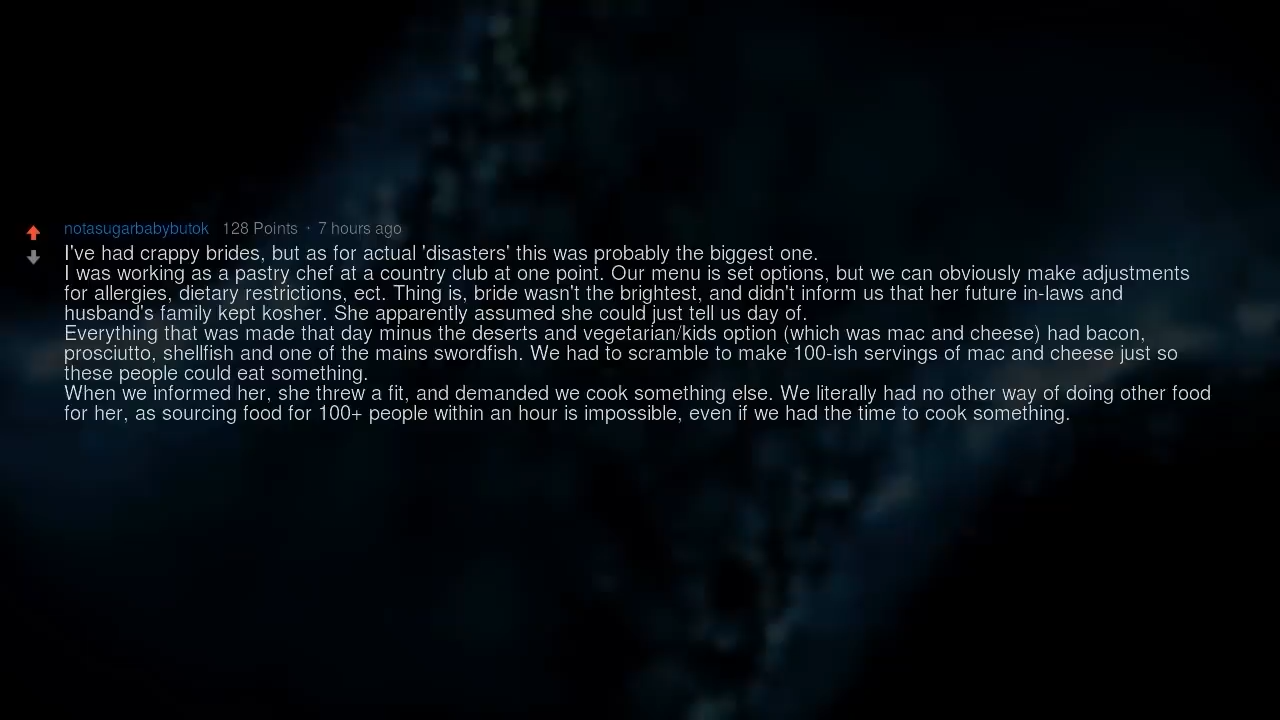 notasugarbabybutok 128 Points · 7 hours ago
I've had crappy brides, but as for actual 'disasters' this was probably the biggest one.
I was working as a pastry chef at a country club at one point. Our menu is set options, but we can obviously make adjustments
for allergies, dietary restrictions, ect. Thing is, bride wasn't the brightest, and didn't inform us that her future in-laws and
husband's family kept kosher. She apparently assumed she could just tell us day of.
Everything that was made that day minus the deserts and vegetarian/kids option (which was mac and cheese) had bacon,
prosciutto, shellfish and one of the mains swordfish. We had to scramble to make 100-ish servings of mac and cheese just so
these people could eat something.
When we informed her, she threw a fit, and demanded we cook something else. We literally had no other way of doing other food
for her, as sourcing food for 100+ people within an hour is impossible, even if we had the time to cook something.